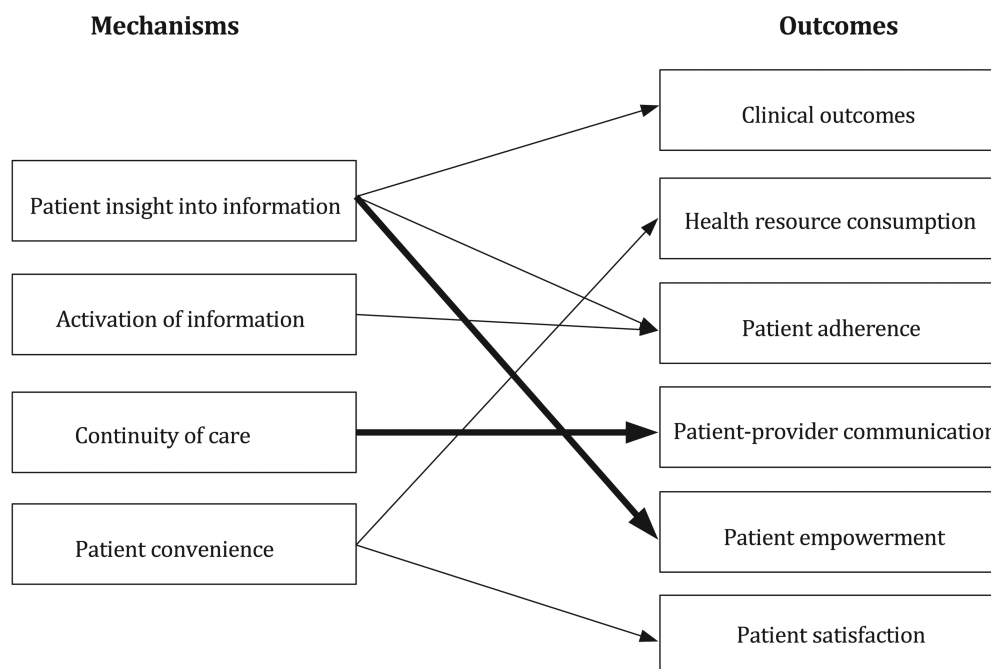 Mechanisms
Outcomes
Clinical outcomes
Patient insight into information
Health resource consumption
Activation of information
Patient adherence
Continuity of care
Patient-provider communication
Patient convenience
Patient empowerment
Patient satisfaction